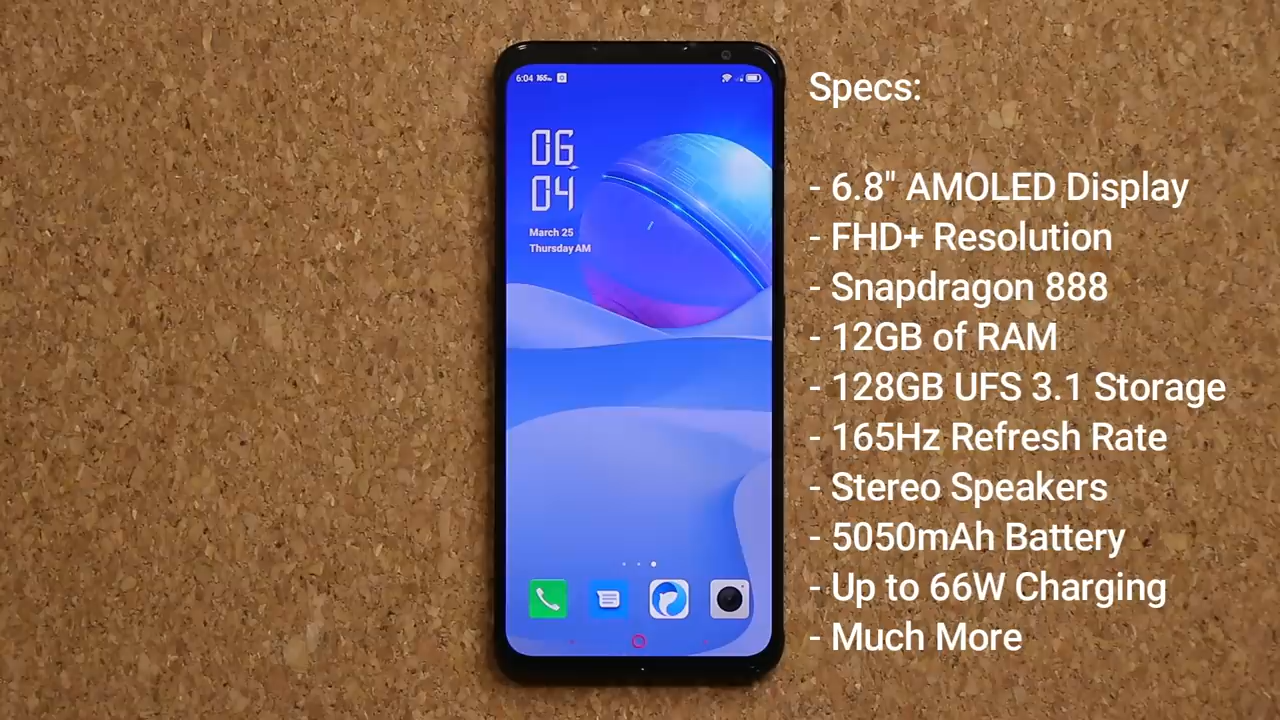 6:04 165Hz
06
04
March 25
Thursday AM
Specs:
- 6.8" AMOLED Display
- FHD+ Resolution
- Snapdragon 888
- 12GB of RAM
- 128GB UFS 3.1 Storage
- 165Hz Refresh Rate
- Stereo Speakers
- 5050mAh Battery
- Up to 66W Charging
- Much More